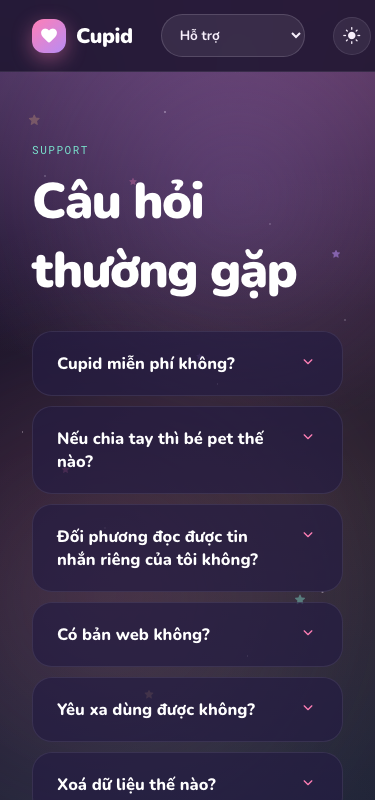 Cupid
Hỗ trợ
SUPPORT
Câu hỏi
thường gặp
Cupid miễn phí không?
Nếu chia tay thì bé pet thế
nào?
Đối phương đọc được tin
nhắn riêng của tôi không?
Có bản web không?
Yêu xa dùng được không?
Xoá dữ liệu thế nào?